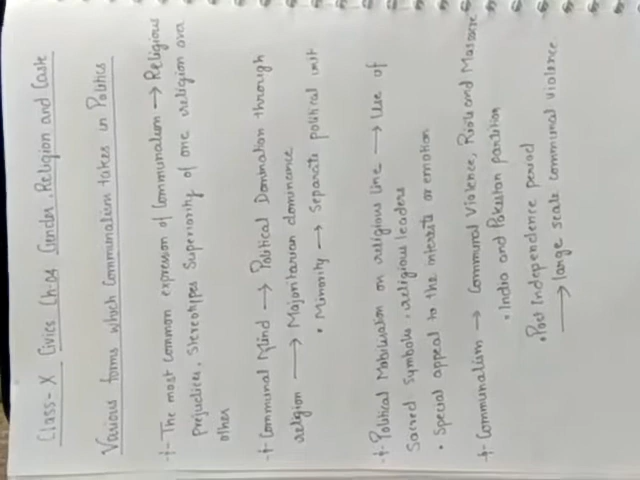 Class-X Civics Ch-04 Gender, Religion and Caste
Various forms which Communalism takes in Politics
-+- The most common expression of Communalism → Religious
Prejudices, Stereotypes Superiority of one religion over
other
-+- Communal Mind → Political Domination through
religion → Majoritarian dominance
• Minority → Separate political unit
-+- Political Mobilisation on religious line → Use of
Sacred Symbols, religious leaders
• Special appeal to the interests or emotion
-+- Communalism → Communal Violence, Riots and Massacre
• India and Pakistan partition
• Post Independence period
→ large scale communal violence